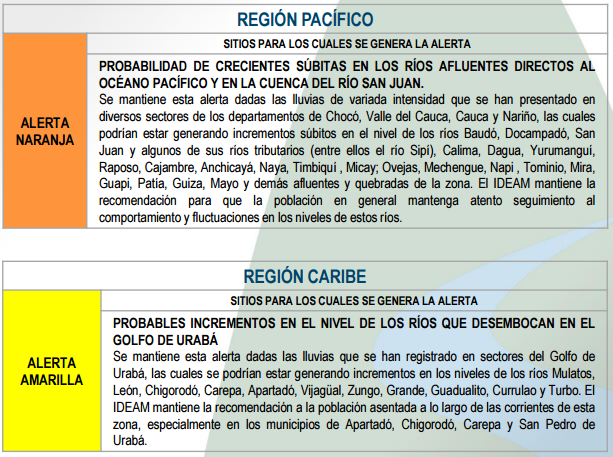 REGIÓN PACÍFICO
SITIOS PARA LOS CUALES SE GENERA LA ALERTA
ALERTA
NARANJA
PROBABILIDAD DE CRECIENTES SÚBITAS EN LOS RÍOS AFLUENTES DIRECTOS AL
OCÉANO PACÍFICO Y EN LA CUENCA DEL RÍO SAN JUAN.
Se mantiene esta alerta dadas las lluvias de variada intensidad que se han presentado en
diversos sectores de los departamentos de Chocó, Valle del Cauca, Cauca y Nariño, las cuales
podrían estar generando incrementos súbitos en el nivel de los ríos Baudó, Docampadó, San
Juan y algunos de sus ríos tributarios (entre ellos el río Sipí), Calima, Dagua, Yurumanguí,
Raposo, Cajambre, Anchicayá, Naya, Timbiquí , Micay; Ovejas, Mechengue, Napi , Tominio, Mira,
Guapi, Patía, Guiza, Mayo y demás afluentes y quebradas de la zona. El IDEAM mantiene la
recomendación para que la población en general mantenga atento seguimiento al
comportamiento y fluctuaciones en los niveles de estos ríos.
REGIÓN CARIBE
SITIOS PARA LOS CUALES SE GENERA LA ALERTA
ALERTA
AMARILLA
PROBABLES INCREMENTOS EN EL NIVEL DE LOS RÍOS QUE DESEMBOCAN EN EL
GOLFO DE URABÁ
Se mantiene esta alerta dadas las lluvias que se han registrado en sectores del Golfo de
Urabá, las cuales se podrían estar generando incrementos en los niveles de los ríos Mulatos,
León, Chigorodó, Carepa, Apartadó, Vijagüal, Zungo, Grande, Guadualito, Currulao y Turbo. El
IDEAM mantiene la recomendación a la población asentada a lo largo de las corrientes de esta
zona, especialmente en los municipios de Apartadó, Chigorodó, Carepa y San Pedro de
Urabá.